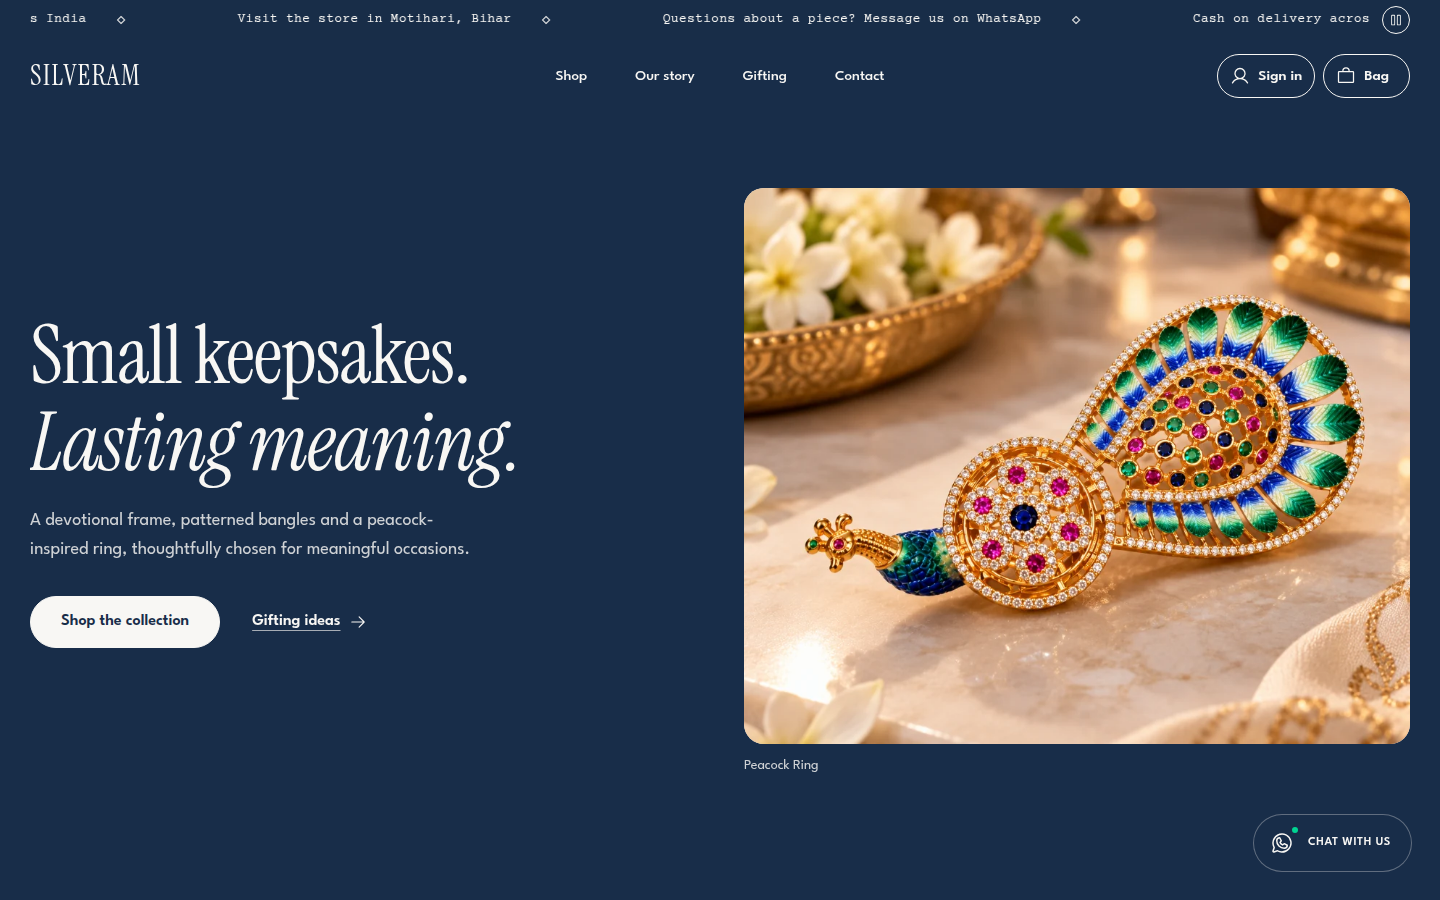 s India ◇ Visit the store in Motihari, Bihar ◇ Questions about a piece? Message us on WhatsApp ◇ Cash on delivery acros
SILVERAM
Shop Our story Gifting Contact
Sign in Bag
Small keepsakes.
Lasting meaning.
A devotional frame, patterned bangles and a peacock-
inspired ring, thoughtfully chosen for meaningful occasions.
Shop the collection Gifting ideas →
Peacock Ring
CHAT WITH US